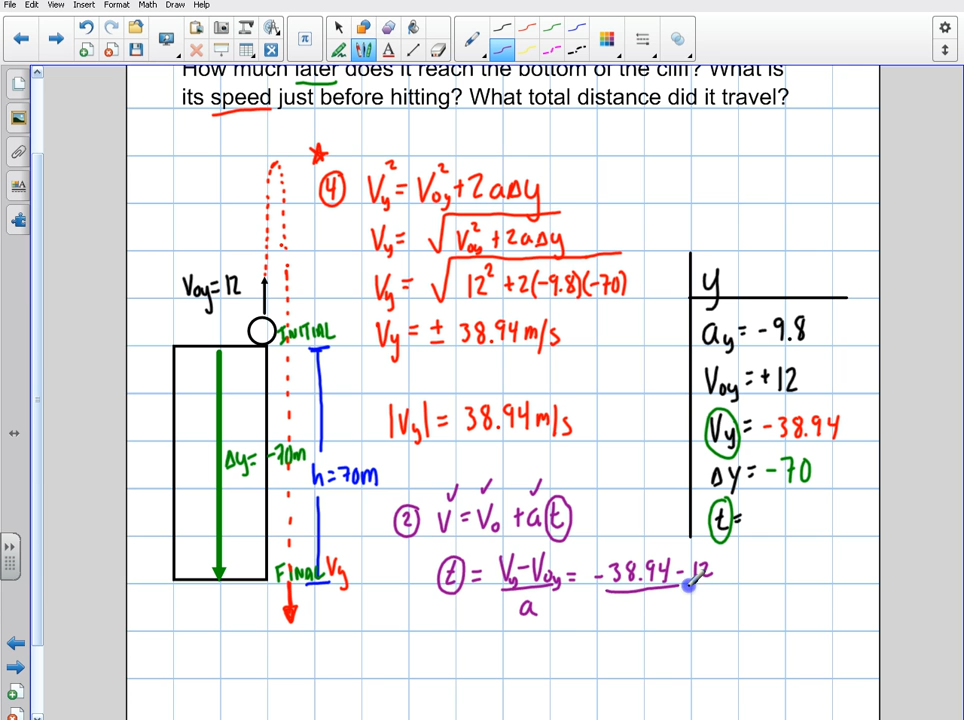 File Edit View Insert Format Math Draw Help
How much later does it reach the bottom of the cliff? What is
its speed just before hitting? What total distance did it travel?
④ Vy² = Voy² + 2aΔy
Vy = √Voy² + 2aΔy
Vy = √12² + 2(-9.8)(-70)
Vy = ± 38.94 m/s
|Vy| = 38.94 m/s
② V = Vo + at
t = Vy - Voy / a = -38.94 - 12
Voy = 12
INITIAL
Δy = -70m
h = 70m
FINAL Vy
y
ay = -9.8
Voy = +12
Vy = -38.94
Δy = -70
t =